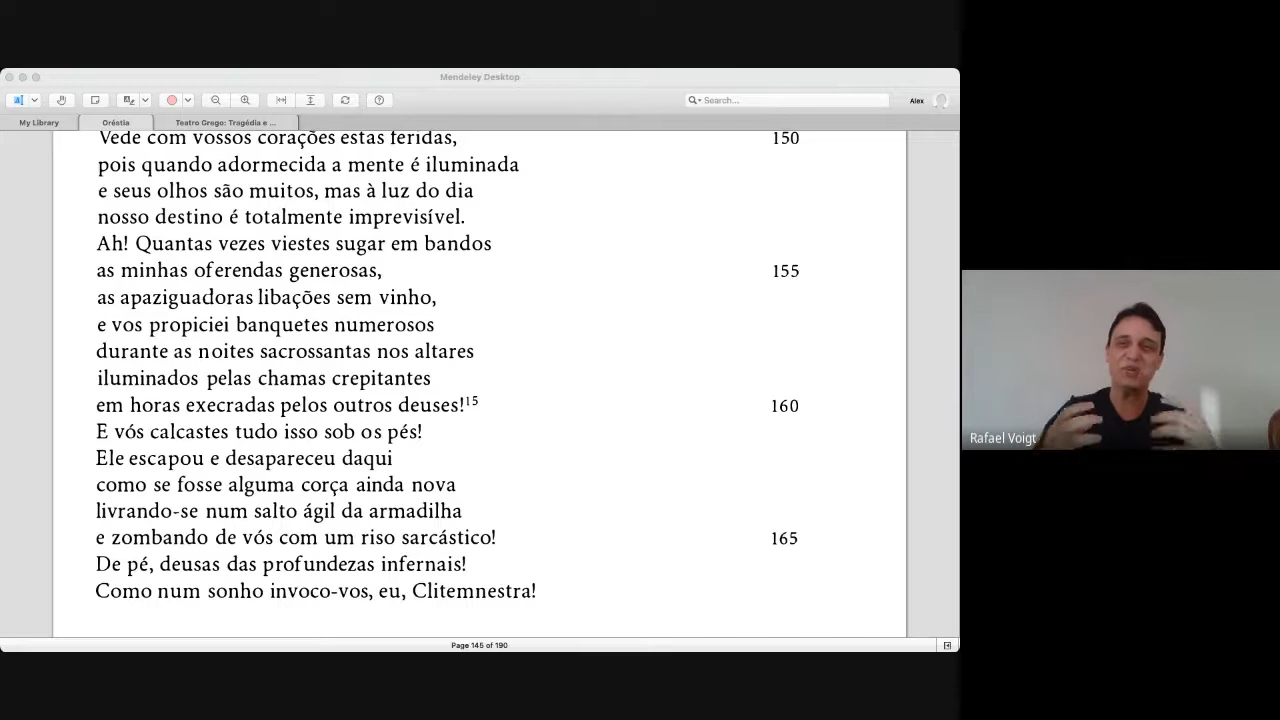 Mendeley Desktop
Search...
Alex
My Library
Oréstia
Teatro Grego: Tragédia e ...
Vede com vossos corações estas feridas, 150
pois quando adormecida a mente é iluminada
e seus olhos são muitos, mas à luz do dia
nosso destino é totalmente imprevisível.
Ah! Quantas vezes viestes sugar em bandos
as minhas oferendas generosas, 155
as apaziguadoras libações sem vinho,
e vos propiciei banquetes numerosos
durante as noites sacrossantas nos altares
iluminados pelas chamas crepitantes
em horas execradas pelos outros deuses!15 160
E vós calcastes tudo isso sob os pés!
Ele escapou e desapareceu daqui
como se fosse alguma corça ainda nova
livrando-se num salto ágil da armadilha
e zombando de vós com um riso sarcástico! 165
De pé, deusas das profundezas infernais!
Como num sonho invoco-vos, eu, Clitemnestra!
Page 145 of 190
Rafael Voigt